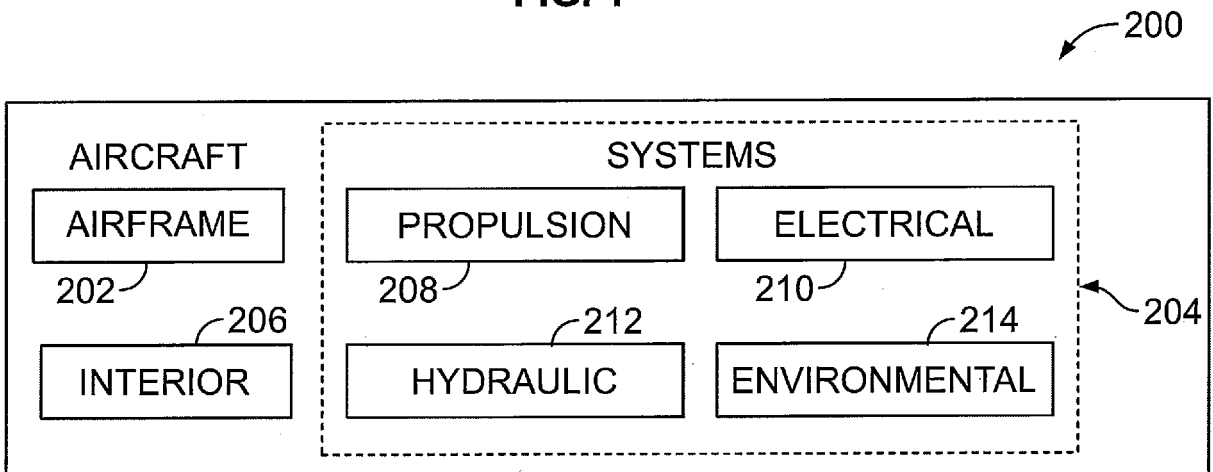 200
AIRCRAFT
SYSTEMS
AIRFRAME
PROPULSION
ELECTRICAL
202
208
210
204
206
212
214
INTERIOR
HYDRAULIC
ENVIRONMENTAL